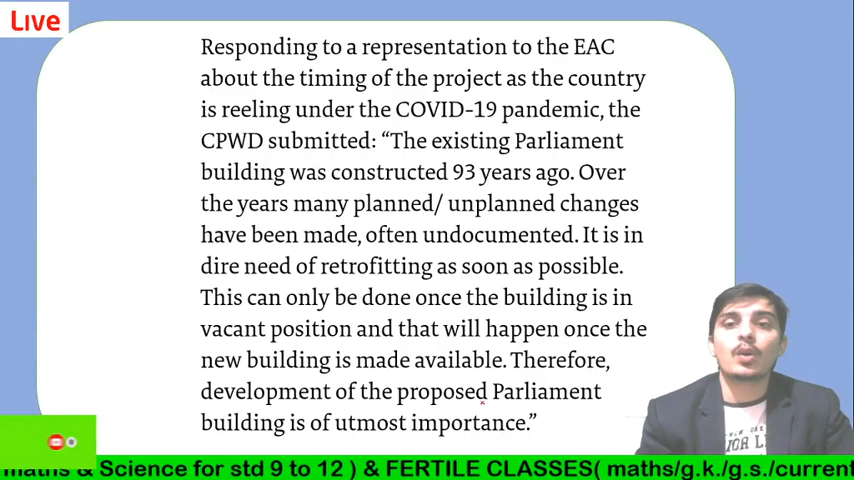 Live
Responding to a representation to the EAC
about the timing of the project as the country
is reeling under the COVID-19 pandemic, the
CPWD submitted: “The existing Parliament
building was constructed 93 years ago. Over
the years many planned/ unplanned changes
have been made, often undocumented. It is in
dire need of retrofitting as soon as possible.
This can only be done once the building is in
vacant position and that will happen once the
new building is made available. Therefore,
development of the proposed Parliament
building is of utmost importance.”
maths & Science for std 9 to 12 ) & FERTILE CLASSES( maths/g.k./g.s./current